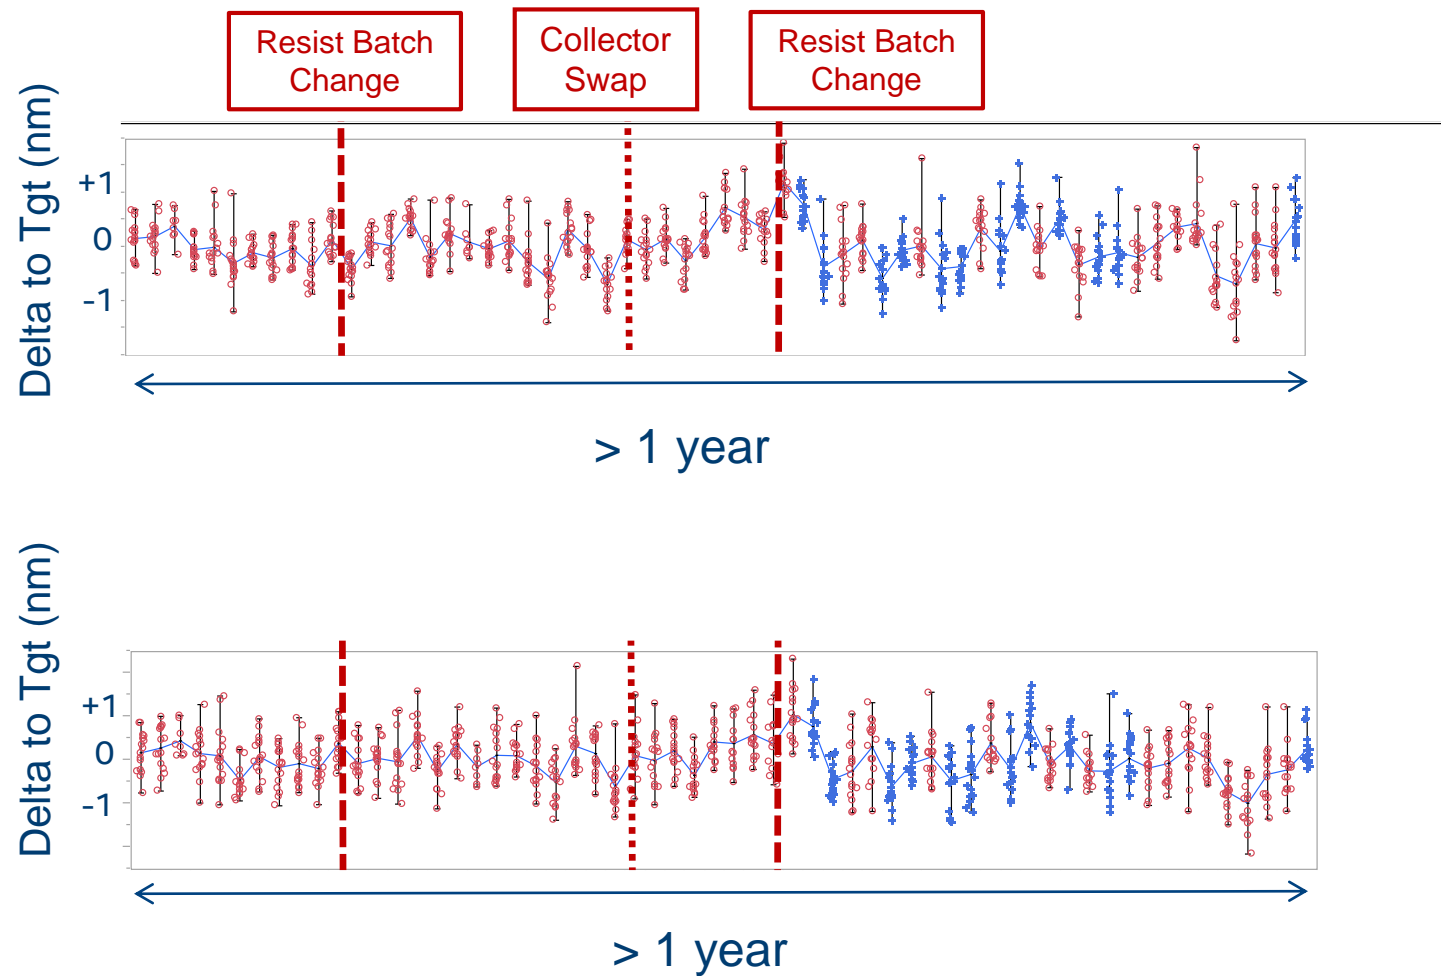 Resist Batch
Change
Collector
Swap
Resist Batch
Change
Delta to Tgt (nm)
+1
0
-1
> 1 year
Delta to Tgt (nm)
+1
0
-1
> 1 year